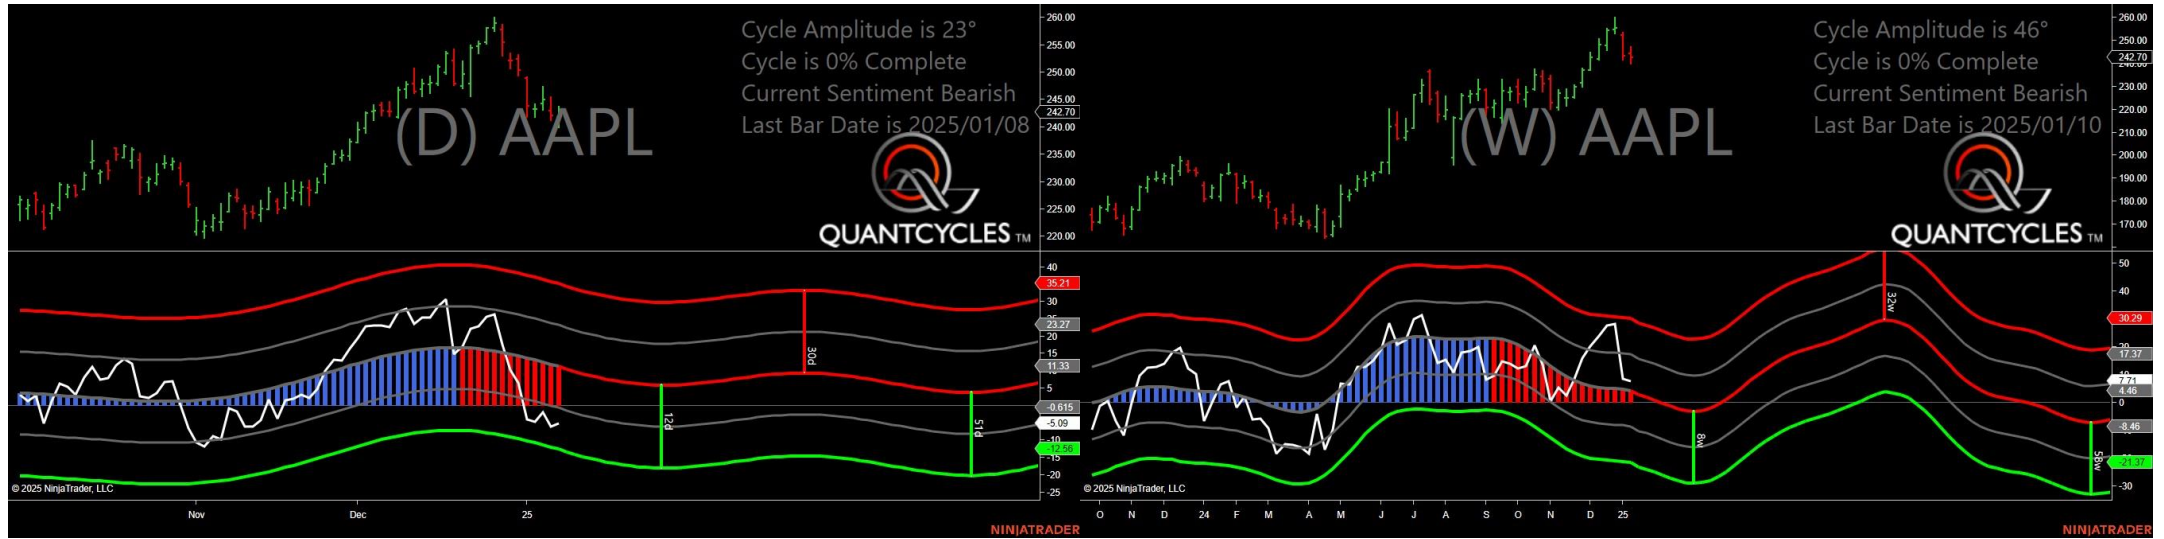 Cycle Amplitude is 23°
Cycle is 0% Complete
Current Sentiment Bearish
Last Bar Date is 2025/01/08
(D) AAPL
QUANTCYCLES TM
260.00
255.00
250.00
245.00
242.70
240.00
235.00
230.00
225.00
220.00
40
35.21
30
23.27
20
15
11.33
5
-0.615
-5.09
-10
-12.56
-15
-20
-25
12d
30d
51d
© 2025 NinjaTrader, LLC
Nov
Dec
25
NINJATRADER
Cycle Amplitude is 46°
Cycle is 0% Complete
Current Sentiment Bearish
Last Bar Date is 2025/01/10
(W) AAPL
QUANTCYCLES TM
260.00
250.00
242.70
230.00
220.00
210.00
200.00
190.00
180.00
170.00
50
40
30.29
17.37
7.71
4.46
0
-8.46
-21.37
-30
8w
32w
58w
© 2025 NinjaTrader, LLC
O N D 24 F M A M J J A S O N D 25
NINJATRADER